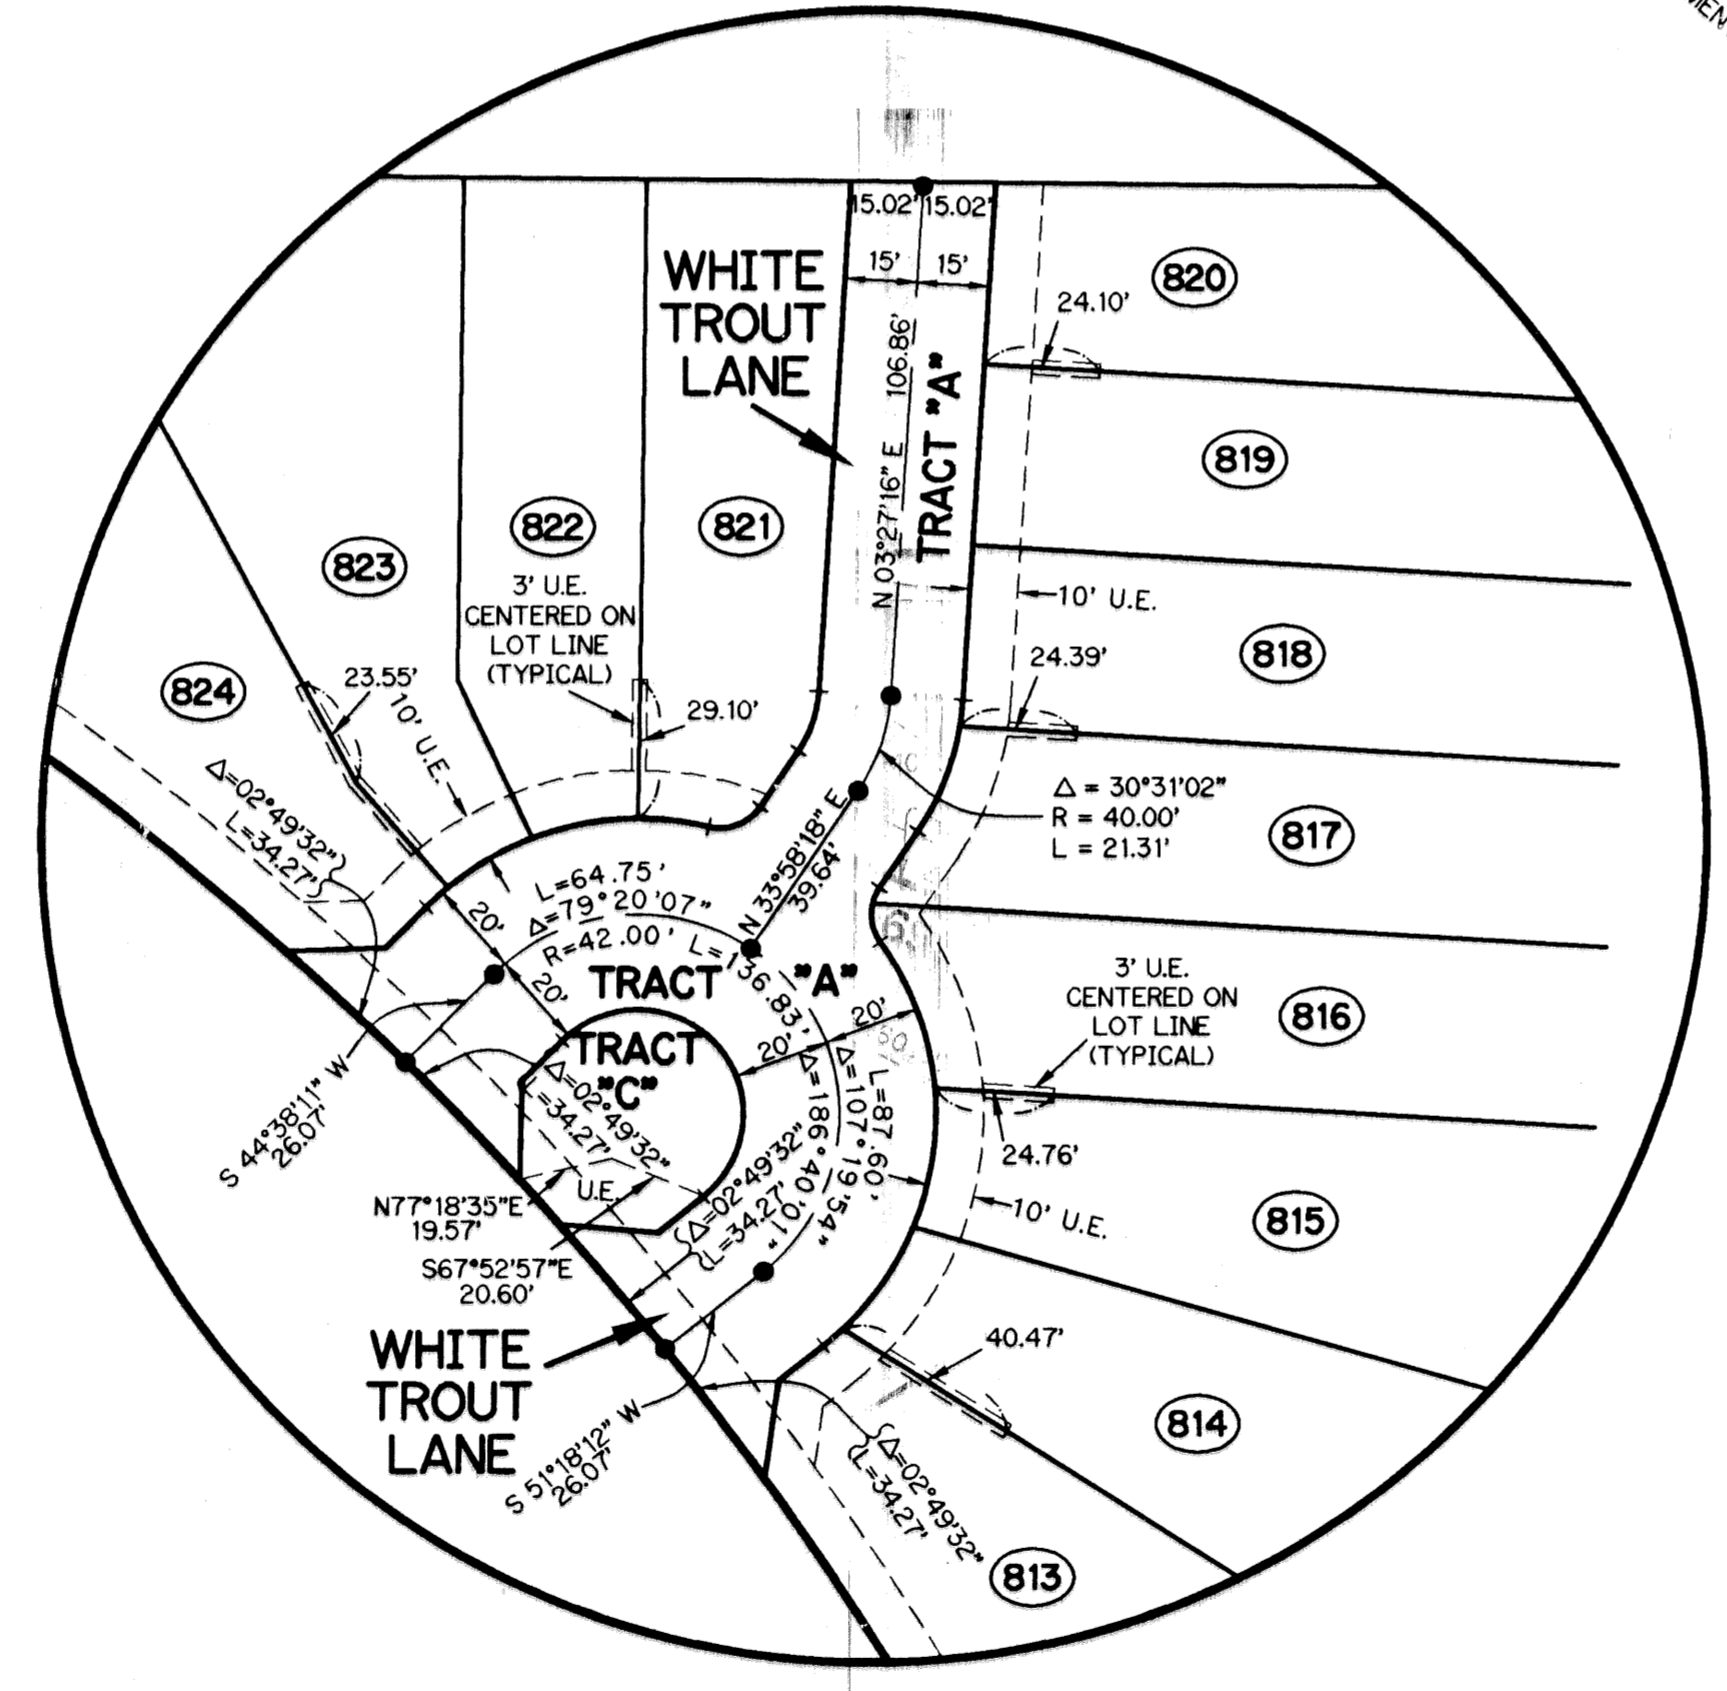 15.02' 15.02'
15' 15'
WHITE
TROUT
LANE
N 03°27'16" E 106.86'
TRACT "A"
820
24.10'
819
10' U.E.
818
24.39'
Δ = 30°31'02"
R = 40.00'
L = 21.31'
817
823
822
821
3' U.E.
CENTERED ON
LOT LINE
(TYPICAL)
29.10'
824
23.55'
10' U.E.
Δ=02°49'32"
L=34.27'
L=64.75'
Δ=79°20'07"
R=42.00'
L=136.83'
Δ=186°40'01"
N 33°58'18" E
39.64'
20'
20'
TRACT "A"
20'
20'
L=87.60'
Δ=107°19'54"
TRACT
"C"
Δ=02°49'32"
L=34.27'
U.E.
3' U.E.
CENTERED ON
LOT LINE
(TYPICAL)
816
24.76'
10' U.E.
815
S 44°38'11" W
26.07'
N77°18'35"E
19.57'
S67°52'57"E
20.60'
Δ=02°49'32"
L=34.27'
WHITE
TROUT
LANE
S 51°18'12" W
26.07'
40.47'
814
Δ=02°49'32"
L=34.27'
813